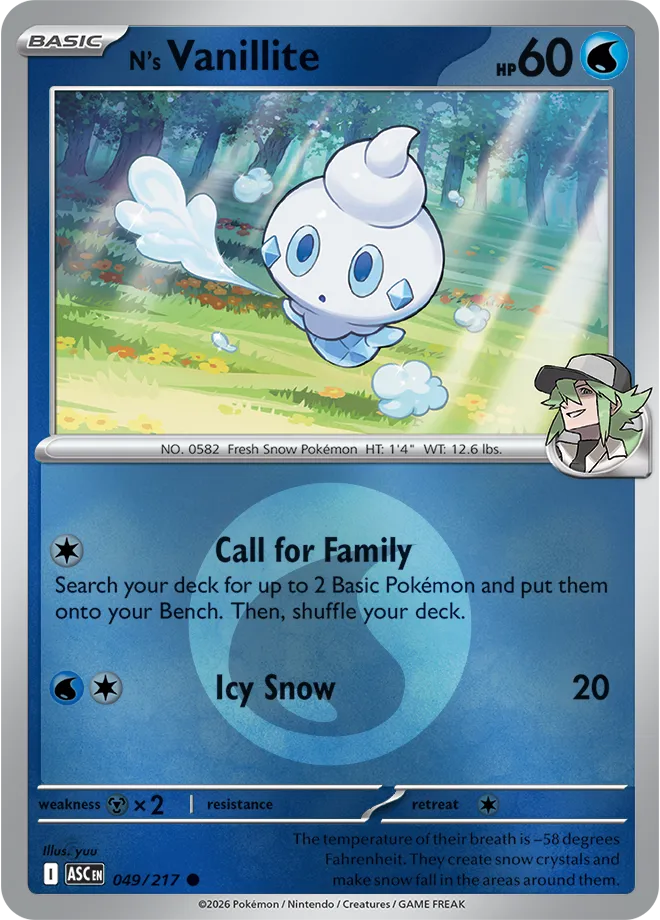 BASIC
N's Vanillite
HP 60
NO. 0582 Fresh Snow Pokémon HT: 1'4" WT: 12.6 lbs.
Call for Family
Search your deck for up to 2 Basic Pokémon and put them
onto your Bench. Then, shuffle your deck.
Icy Snow 20
weakness ×2 resistance retreat
Illus. yuu
The temperature of their breath is −58 degrees
Fahrenheit. They create snow crystals and
make snow fall in the areas around them.
I ASC EN 049/217
©2026 Pokémon / Nintendo / Creatures / GAME FREAK